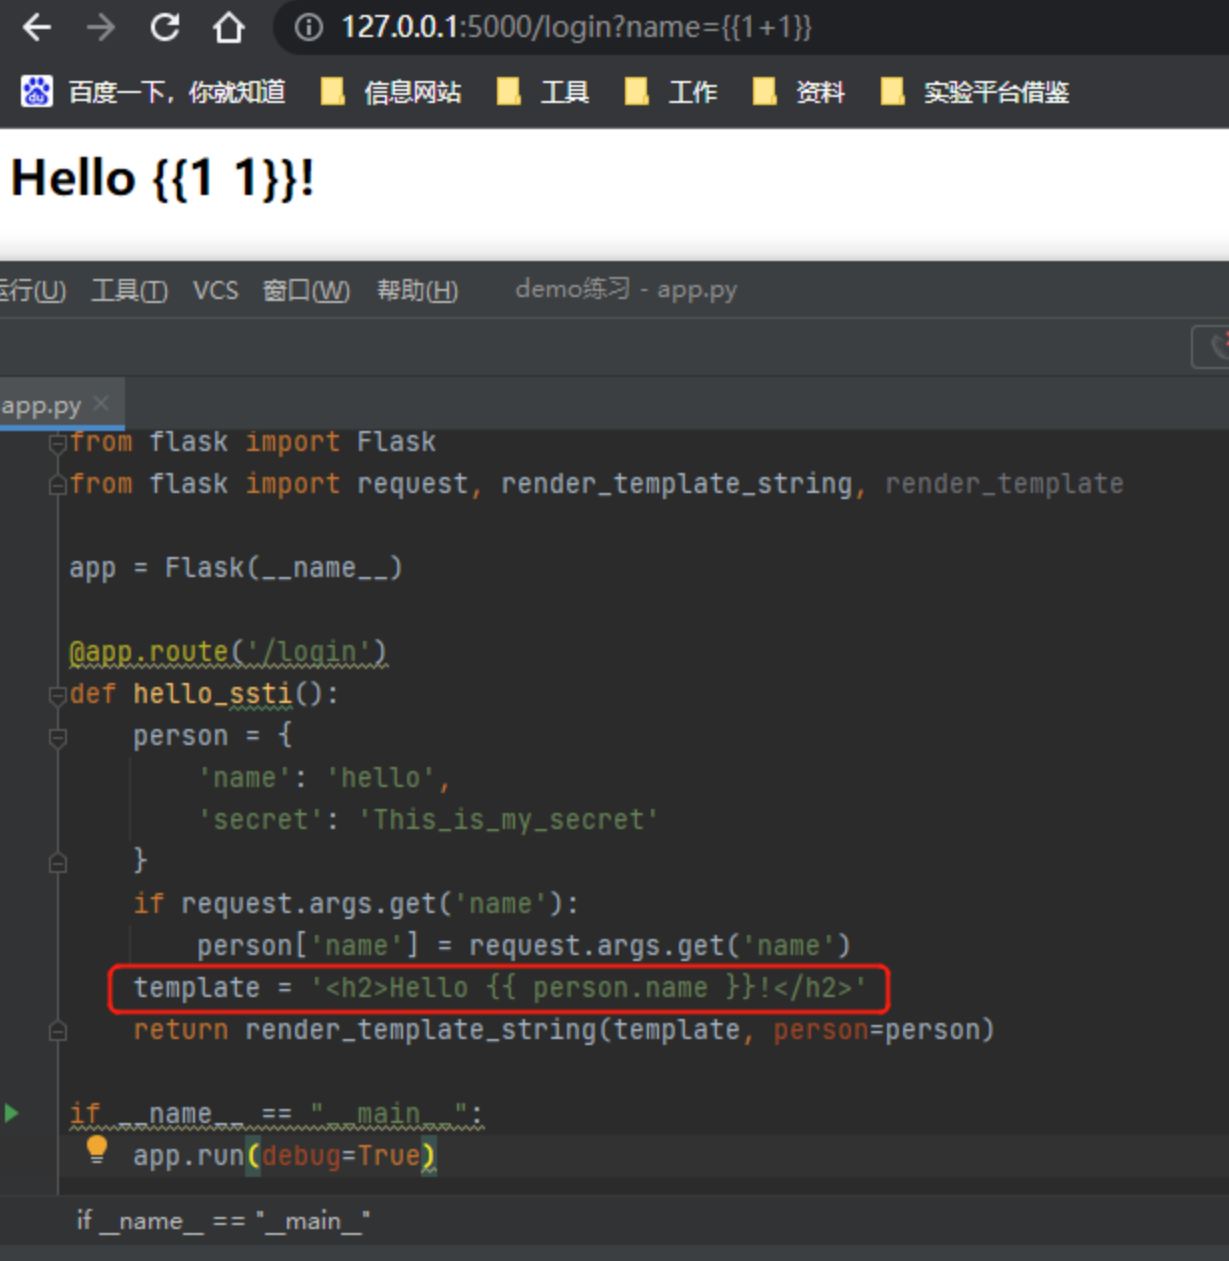 127.0.0.1:5000/login?name={{1+1}}
百度一下，你就知道 信息网站 工具 工作 资料 实验平台借鉴
Hello {{1 1}}!
运行(U) 工具(T) VCS 窗口(W) 帮助(H) demo练习 - app.py
app.py
from flask import Flask
from flask import request, render_template_string, render_template
app = Flask(__name__)
@app.route('/login')
def hello_ssti():
person = {
'name': 'hello',
'secret': 'This_is_my_secret'
}
if request.args.get('name'):
person['name'] = request.args.get('name')
template = '<h2>Hello {{ person.name }}!</h2>'
return render_template_string(template, person=person)
if __name__ == "__main__":
app.run(debug=True)
if __name__ == "__main__"